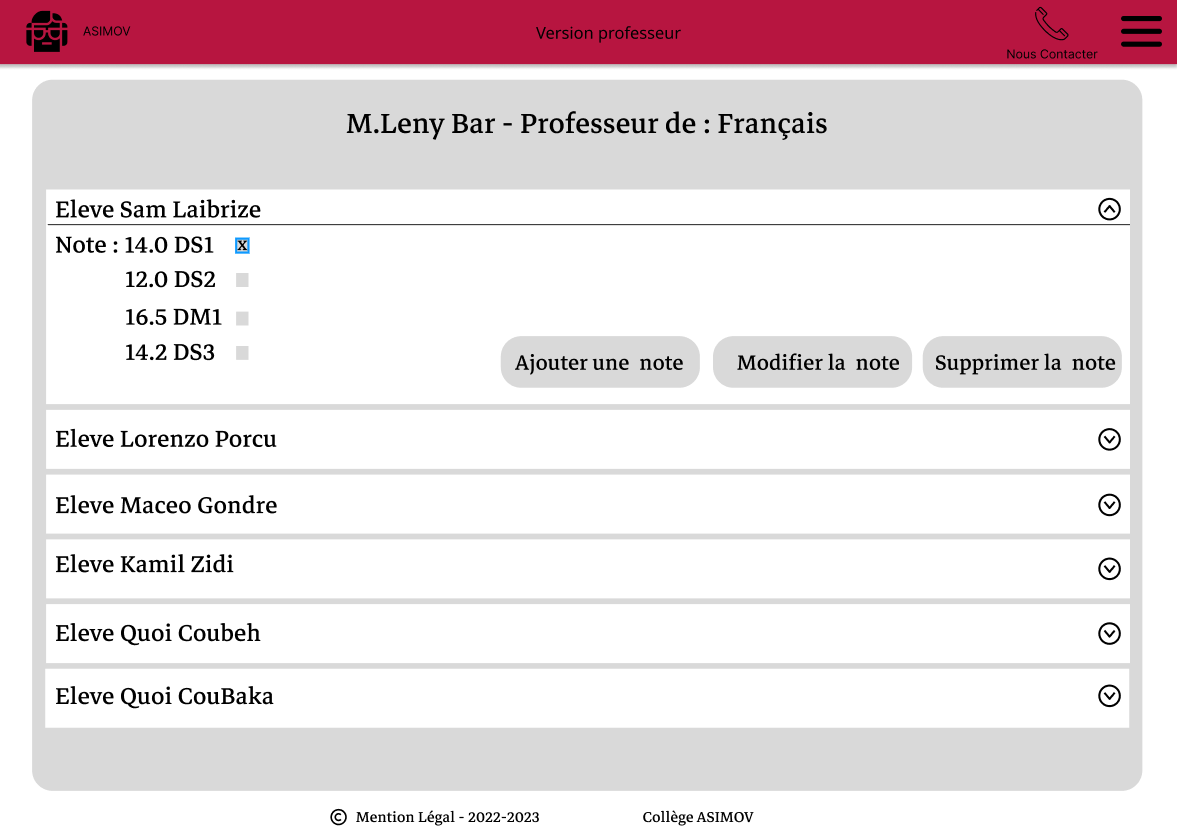 ASIMOV
Version professeur
Nous Contacter
M.Leny Bar - Professeur de : Français
Eleve Sam Laibrize
Note : 14.0 DS1 X
12.0 DS2
16.5 DM1
14.2 DS3
Ajouter une note
Modifier la note
Supprimer la note
Eleve Lorenzo Porcu
Eleve Maceo Gondre
Eleve Kamil Zidi
Eleve Quoi Coubeh
Eleve Quoi CouBaka
© Mention Légal - 2022-2023
Collège ASIMOV